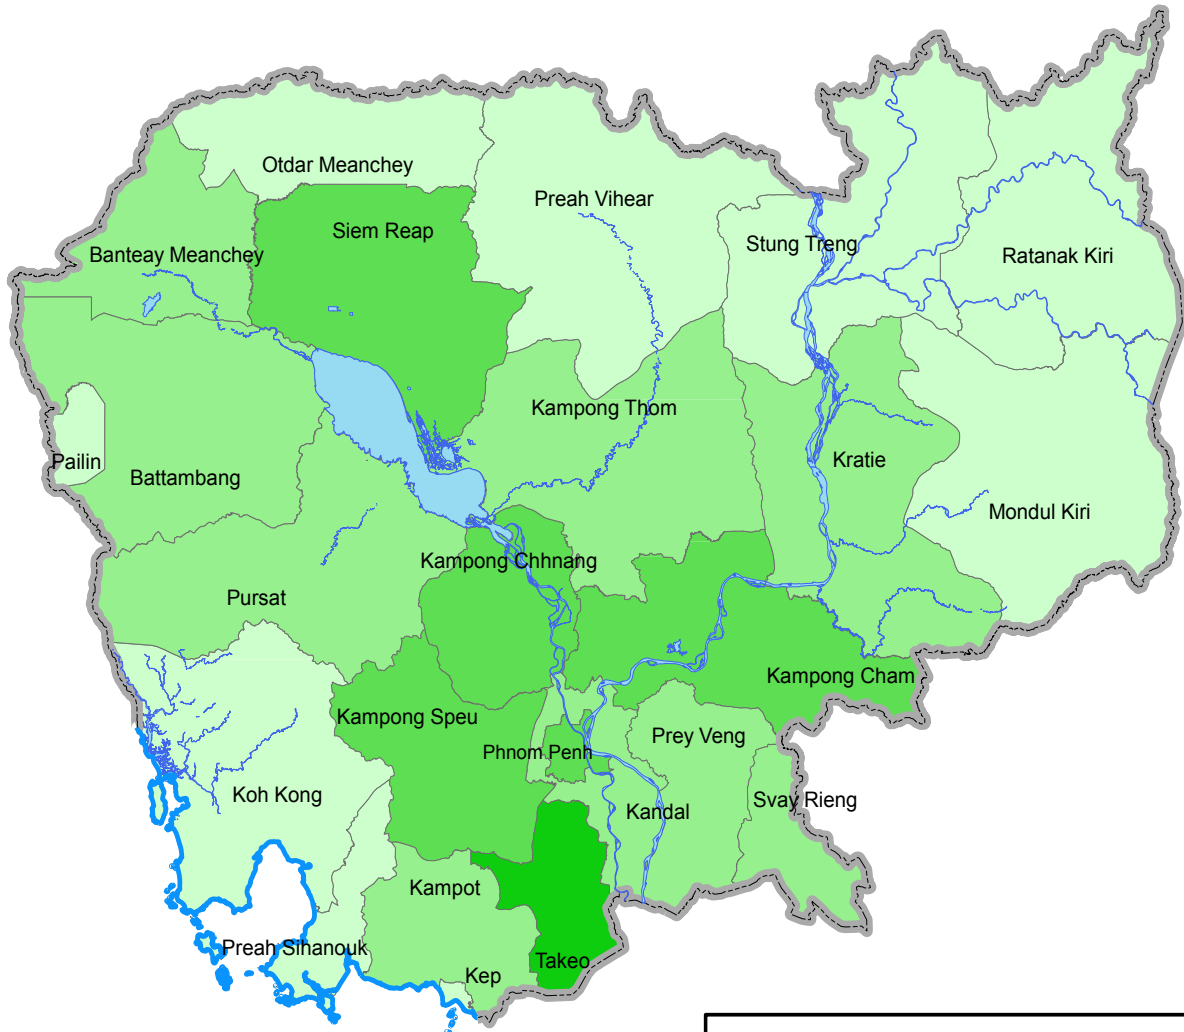 Otdar Meanchey
Preah Vihear
Siem Reap
Stung Treng
Banteay Meanchey
Ratanak Kiri
Kampong Thom
Pailin
Kratie
Battambang
Mondul Kiri
Kampong Chhnang
Pursat
Kampong Cham
Kampong Speu
Prey Veng
Phnom Penh
Koh Kong
Svay Rieng
Kandal
Kampot
Preah Sihanouk
Takeo
Kep